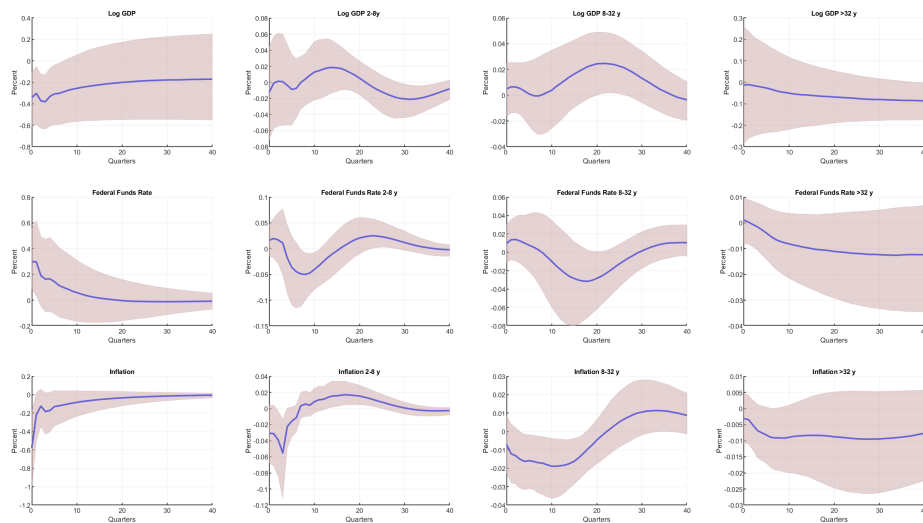 Log GDP
0.4
0.2
0
-0.2
-0.4
-0.6
-0.8
Percent
0 10 20 30 40
Quarters
Log GDP 2-8y
0.08
0.06
0.04
0.02
0
-0.02
-0.04
-0.06
-0.08
Percent
0 10 20 30 40
Quarters
Log GDP 8-32 y
0.06
0.04
0.02
0
-0.02
-0.04
Percent
0 10 20 30 40
Quarters
Log GDP >32 y
0.3
0.2
0.1
0
-0.1
-0.2
-0.3
Percent
0 10 20 30 40
Quarters
Federal Funds Rate
0.8
0.6
0.4
0.2
0
-0.2
Percent
0 10 20 30 40
Quarters
Federal Funds Rate 2-8 y
0.1
0.05
0
-0.05
-0.1
-0.15
Percent
0 10 20 30 40
Quarters
Federal Funds Rate 8-32 y
0.06
0.04
0.02
0
-0.02
-0.04
-0.06
-0.08
Percent
0 10 20 30 40
Quarters
Federal Funds Rate >32 y
0.01
0
-0.01
-0.02
-0.03
-0.04
Percent
0 10 20 30 40
Quarters
Inflation
0.2
0
-0.2
-0.4
-0.6
-0.8
-1
-1.2
Percent
0 10 20 30 40
Quarters
Inflation 2-8 y
0.04
0.02
0
-0.02
-0.04
-0.06
-0.08
-0.1
-0.12
Percent
0 10 20 30 40
Quarters
Inflation 8-32 y
0.03
0.02
0.01
0
-0.01
-0.02
-0.03
-0.04
Percent
0 10 20 30 40
Quarters
Inflation >32 y
0.01
0.005
0
-0.005
-0.01
-0.015
-0.02
-0.025
-0.03
Percent
0 10 20 30 40
Quarters